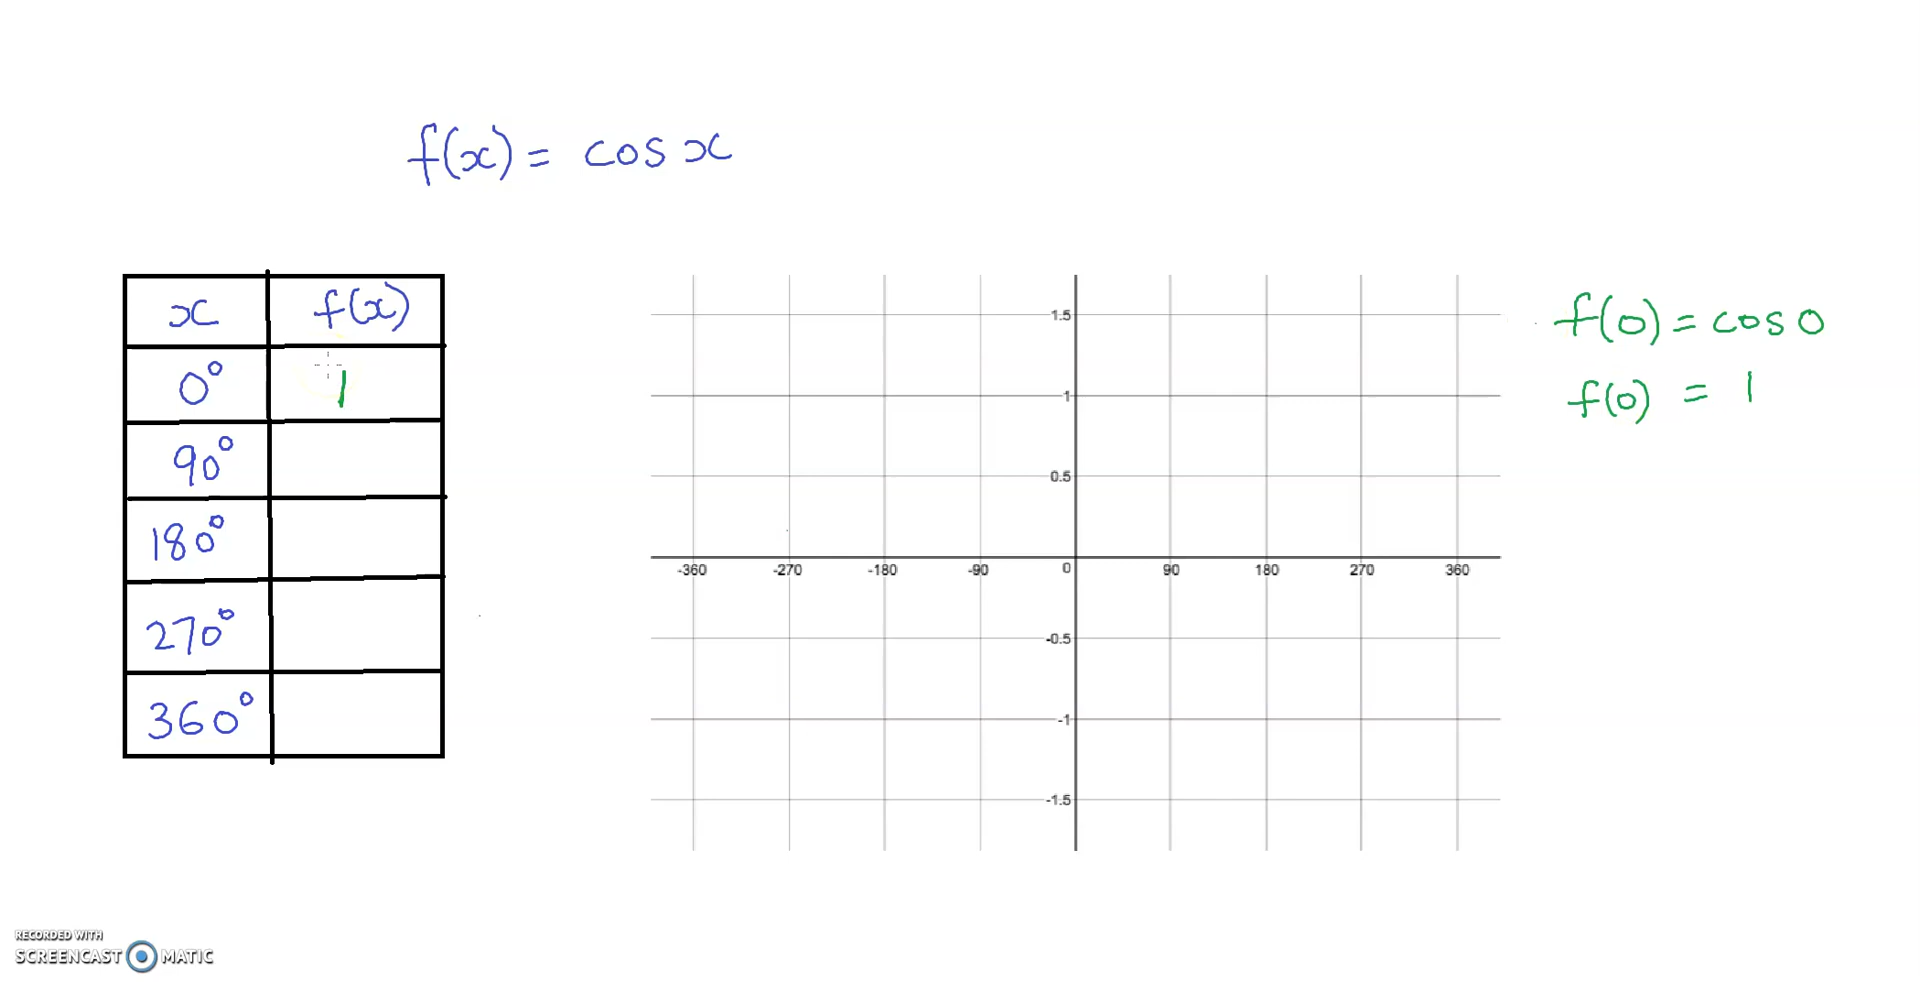 f(x) = cos x
x f(x)
0° 1
90°
180°
270°
360°
1.5
1
0.5
-360 -270 -180 -90 0 90 180 270 360
-0.5
-1
-1.5
f(0) = cos 0
f(0) = 1
RECORDED WITH
SCREENCAST MATIC